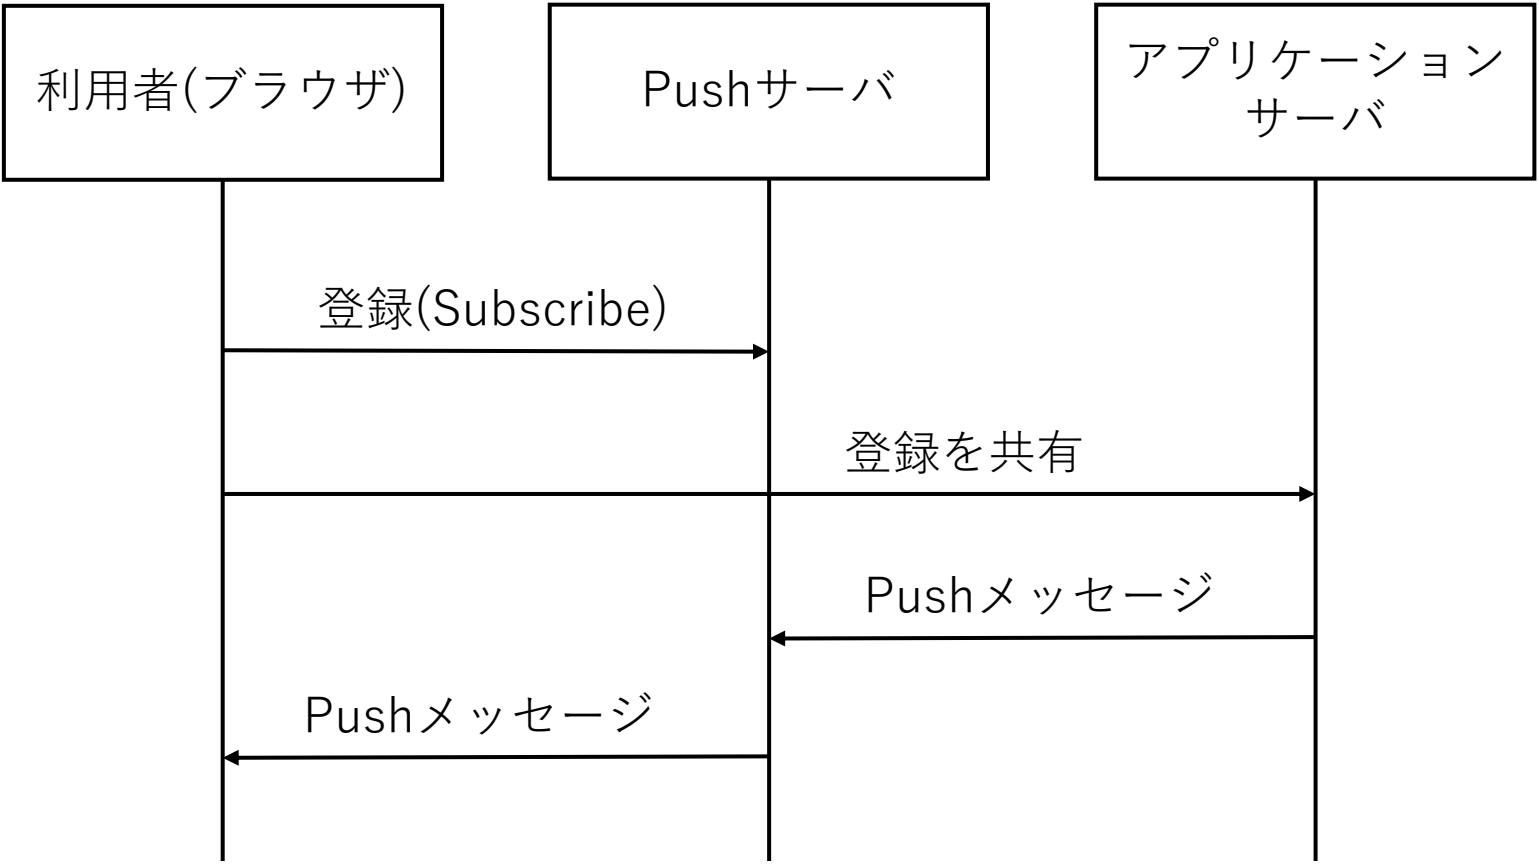 利用者(ブラウザ)
Pushサーバ
アプリケーション
サーバ
登録(Subscribe)
登録を共有
Pushメッセージ
Pushメッセージ